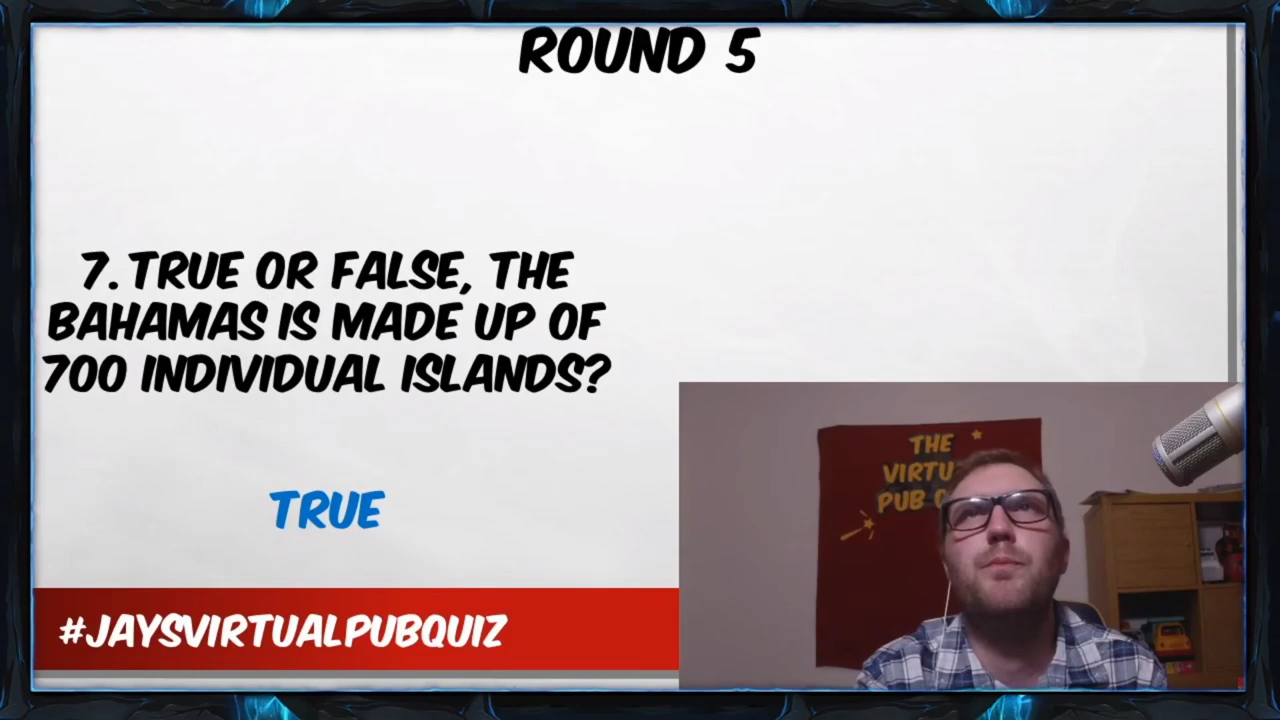 ROUND 5
7. TRUE OR FALSE, THE
BAHAMAS IS MADE UP OF
700 INDIVIDUAL ISLANDS?
TRUE
#JAYSVIRTUALPUBQUIZ
THE
PUB